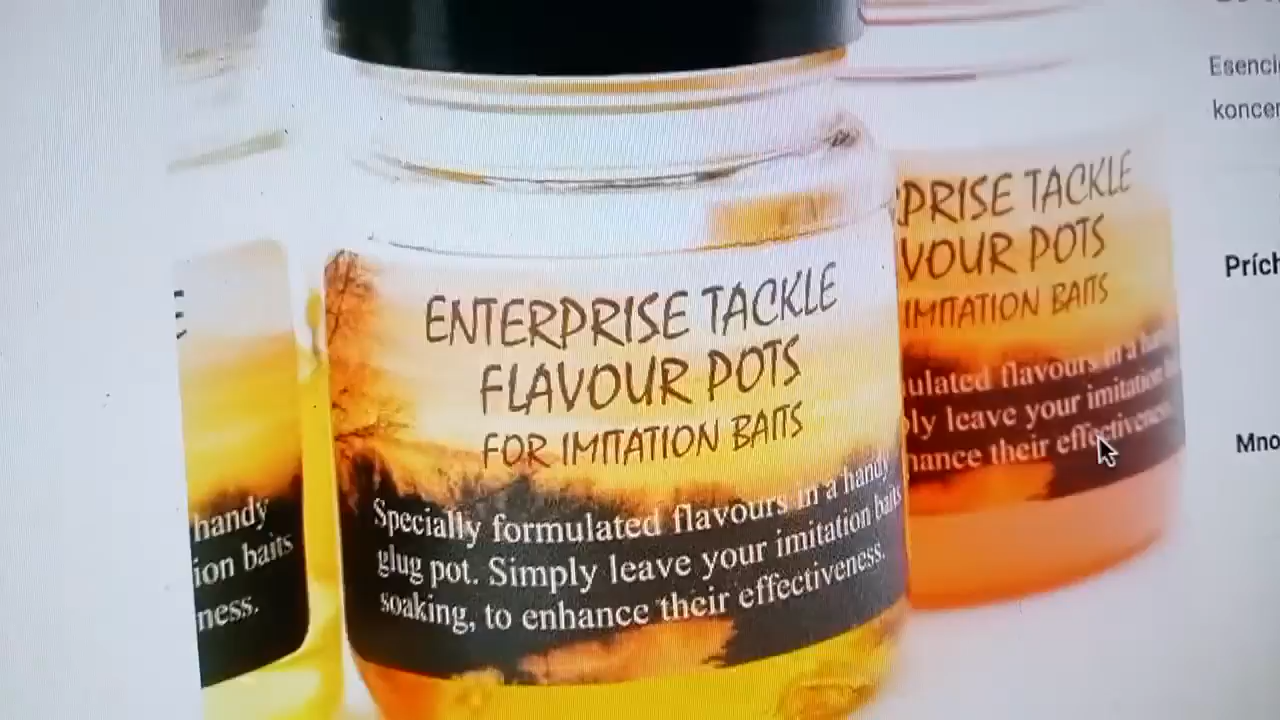 ENTERPRISE TACKLE
FLAVOUR POTS
FOR IMITATION BAITS
Specially formulated flavours in a handy
glug pot. Simply leave your imitation baits
soaking, to enhance their effectiveness.
handy
ion baits
ness.
PRISE TACKLE
VOUR POTS
IMITATION BAITS
ulated flavours in a
ply leave your imitation
hance their effectiveness.
Esenci
koncen
Prích
Mno